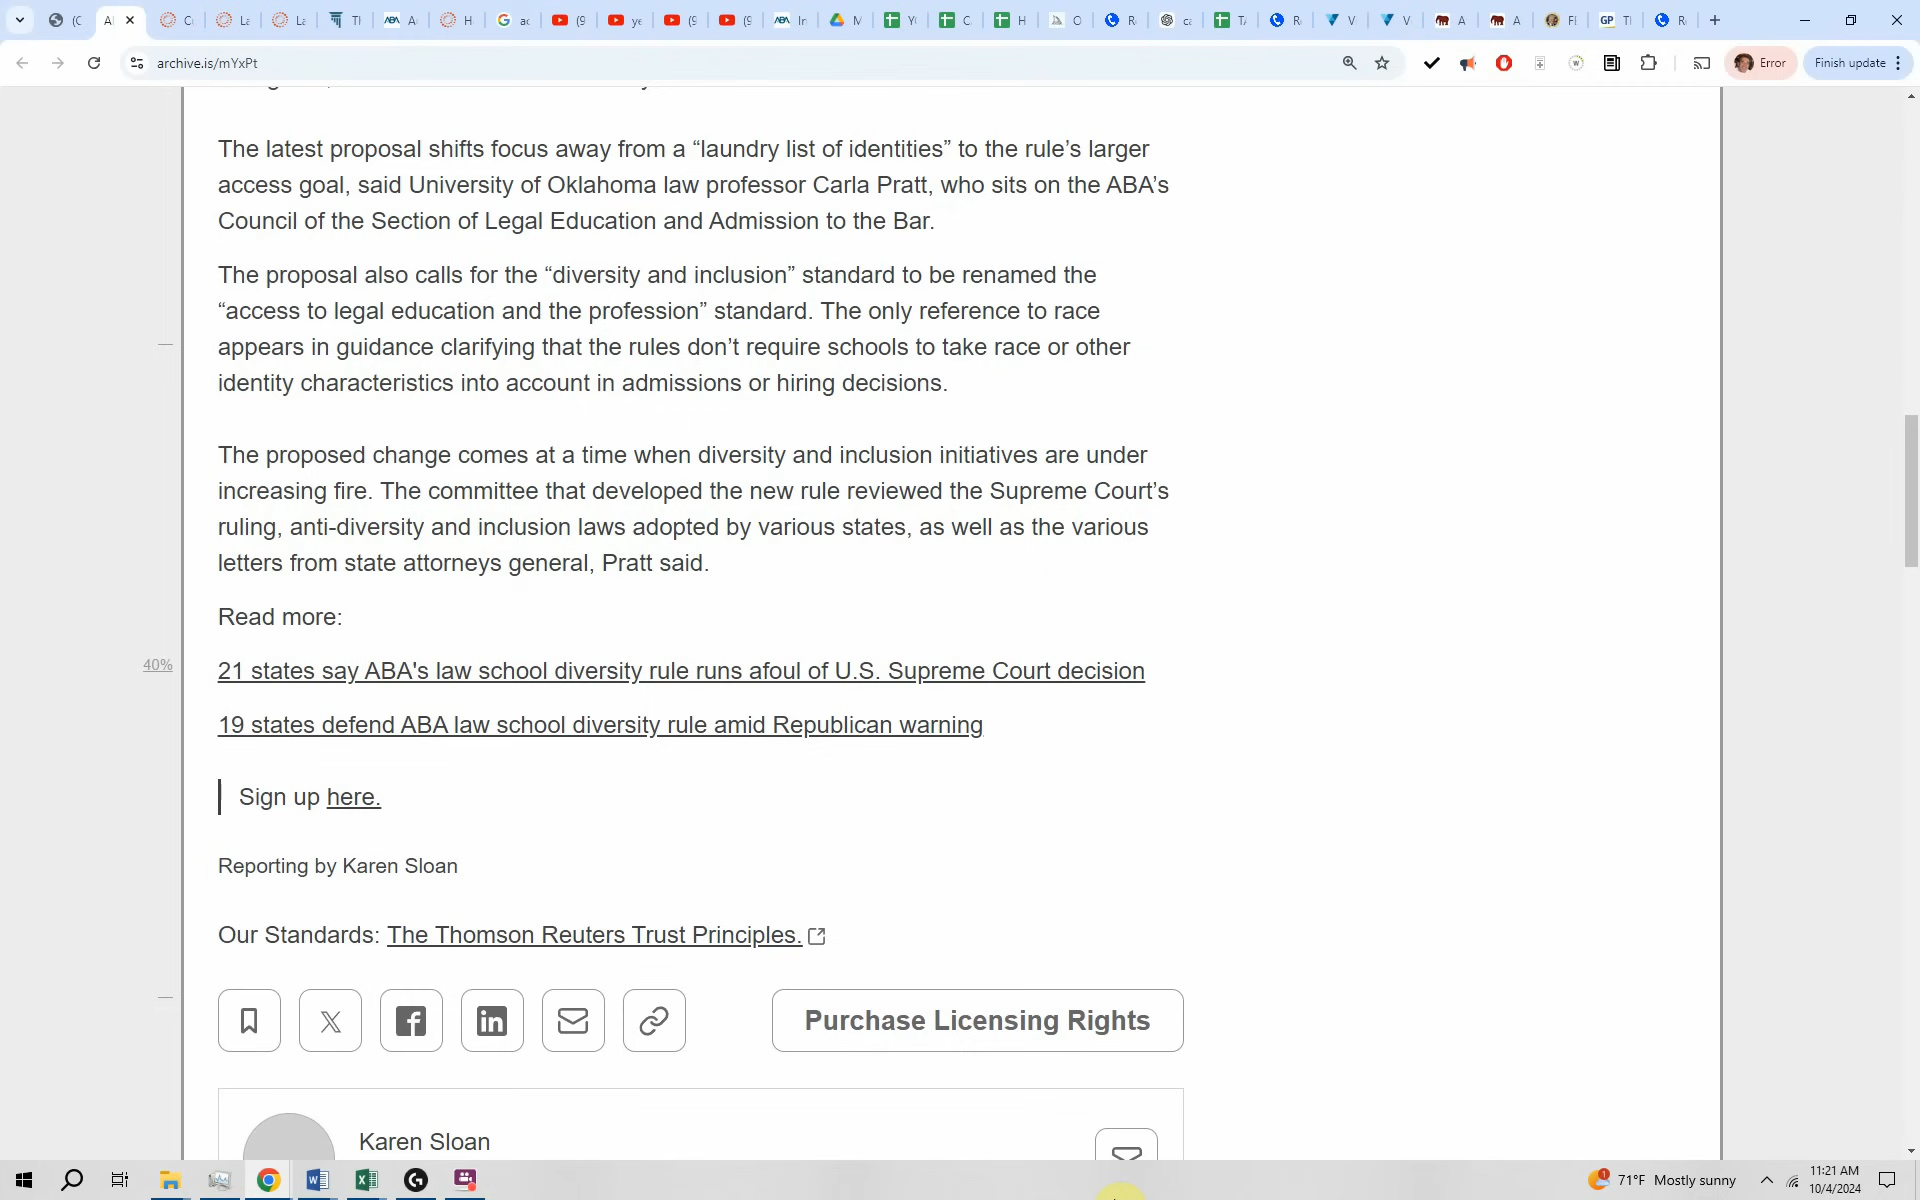 archive.is/mYxPt
Error
Finish update
The latest proposal shifts focus away from a “laundry list of identities” to the rule’s larger
access goal, said University of Oklahoma law professor Carla Pratt, who sits on the ABA’s
Council of the Section of Legal Education and Admission to the Bar.
The proposal also calls for the “diversity and inclusion” standard to be renamed the
“access to legal education and the profession” standard. The only reference to race
appears in guidance clarifying that the rules don’t require schools to take race or other
identity characteristics into account in admissions or hiring decisions.
The proposed change comes at a time when diversity and inclusion initiatives are under
increasing fire. The committee that developed the new rule reviewed the Supreme Court’s
ruling, anti-diversity and inclusion laws adopted by various states, as well as the various
letters from state attorneys general, Pratt said.
Read more:
40%
21 states say ABA's law school diversity rule runs afoul of U.S. Supreme Court decision
19 states defend ABA law school diversity rule amid Republican warning
Sign up here.
Reporting by Karen Sloan
Our Standards: The Thomson Reuters Trust Principles.
Purchase Licensing Rights
Karen Sloan
71°F Mostly sunny
11:21 AM
10/4/2024